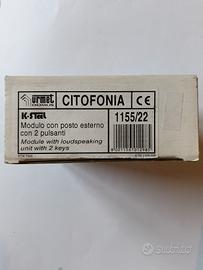 urmet
CITOFONIA CE
K-Steel
1155/22
Modulo con posto esterno
con 2 pulsanti
Module with loudspeaking
unit with 2 keys
subito